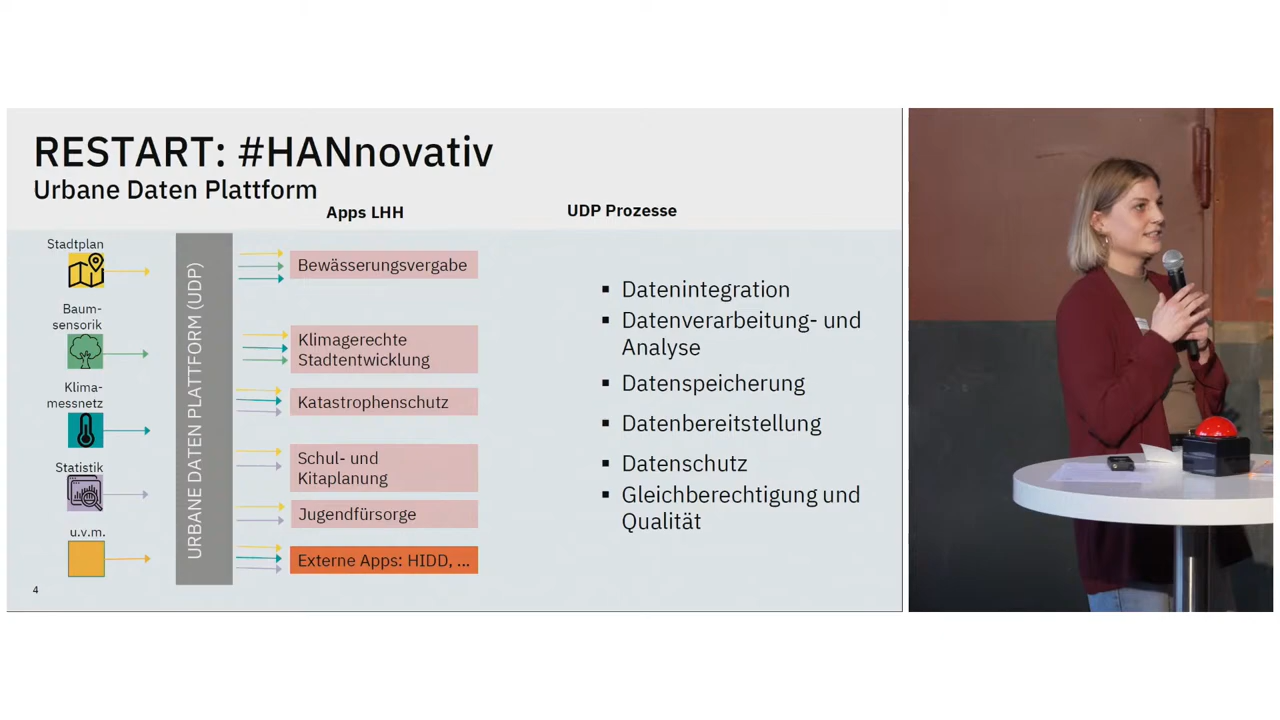 RESTART: #HANnovativ
Urbane Daten Plattform
Apps LHH
UDP Prozesse
Stadtplan
Baum-
sensorik
Klima-
messnetz
Statistik
u.v.m.
URBANE DATEN PLATTFORM (UDP)
Bewässerungsvergabe
Klimagerechte
Stadtentwicklung
Katastrophenschutz
Schul- und
Kitaplanung
Jugendfürsorge
Externe Apps: HIDD, ...
▪ Datenintegration
▪ Datenverarbeitung- und
Analyse
▪ Datenspeicherung
▪ Datenbereitstellung
▪ Datenschutz
▪ Gleichberechtigung und
Qualität
4